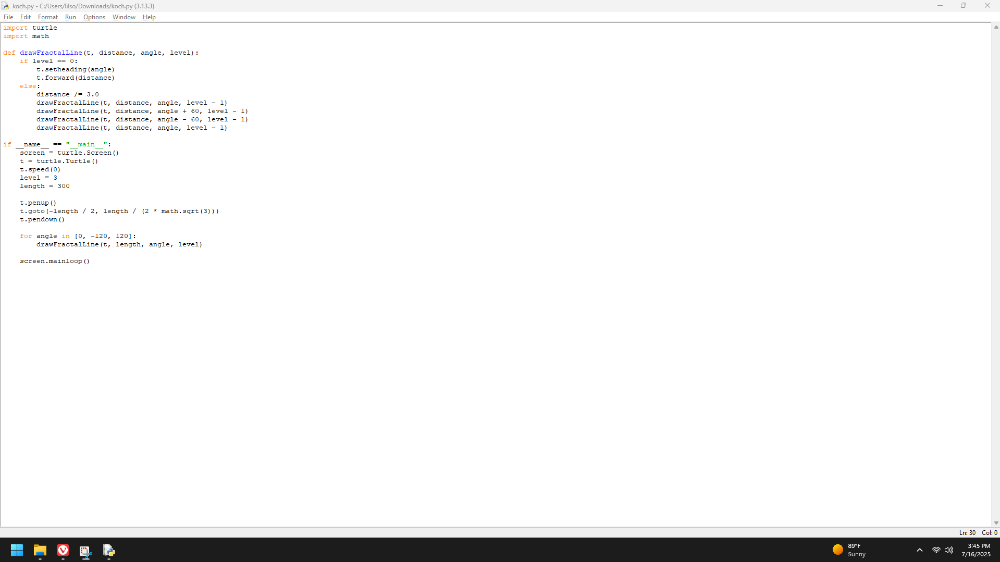 koch.py - C:/Users/lilso/Downloads/koch.py (3.13.3)
File Edit Format Run Options Window Help
import turtle
import math
def drawFractalLine(t, distance, angle, level):
    if level == 0:
        t.setheading(angle)
        t.forward(distance)
    else:
        distance /= 3.0
        drawFractalLine(t, distance, angle, level - 1)
        drawFractalLine(t, distance, angle + 60, level - 1)
        drawFractalLine(t, distance, angle - 60, level - 1)
        drawFractalLine(t, distance, angle, level - 1)
if __name__ == "__main__":
    screen = turtle.Screen()
    t = turtle.Turtle()
    t.speed(0)
    level = 3
    length = 300
    t.penup()
    t.goto(-length / 2, length / (2 * math.sqrt(3)))
    t.pendown()
    for angle in [0, -120, 120]:
        drawFractalLine(t, length, angle, level)
    screen.mainloop()
Ln: 30 Col: 0
89°F
Sunny
3:45 PM
7/16/2025